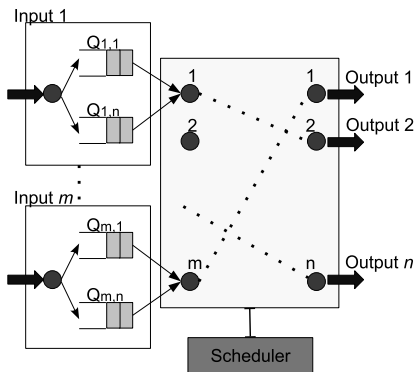 Input 1
Q1,1
Q1,n
1
2
1
2
Output 1
Output 2
Input m
Qm,1
Qm,n
m
n
Output n
Scheduler